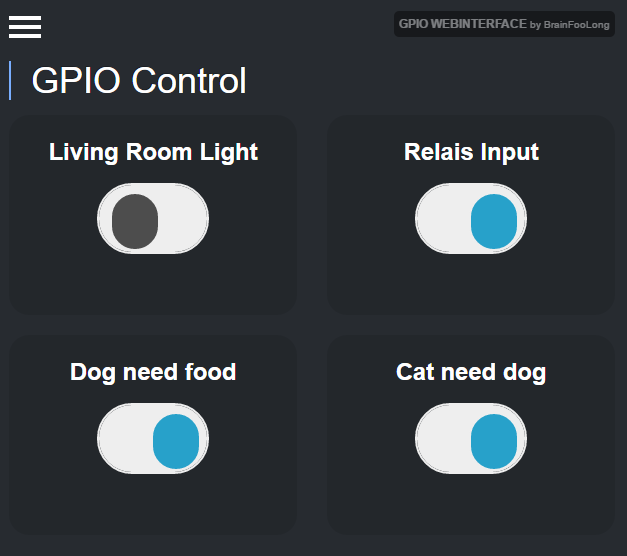 GPIO WEBINTERFACE by BrainFooLong
GPIO Control
Living Room Light
Relais Input
Dog need food
Cat need dog